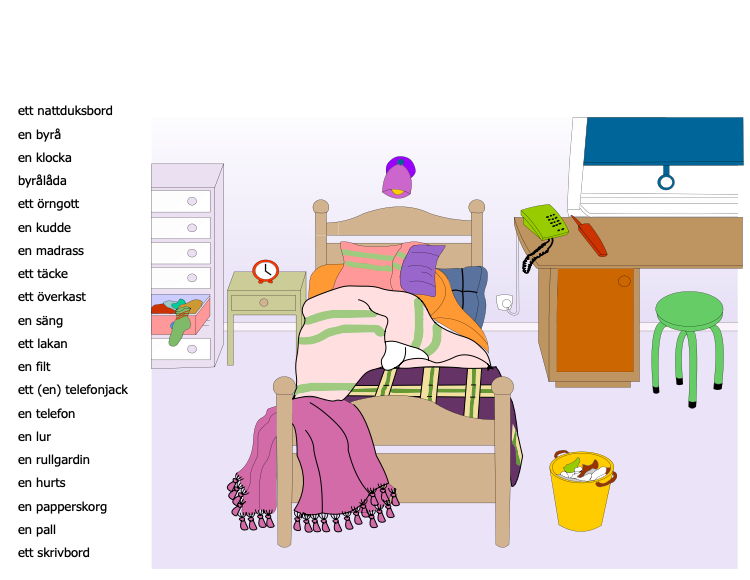 ett nattduksbord
en byrå
en klocka
byrålåda
ett örngott
en kudde
en madrass
ett täcke
ett överkast
en säng
ett lakan
en filt
ett (en) telefonjack
en telefon
en lur
en rullgardin
en hurts
en papperskorg
en pall
ett skrivbord